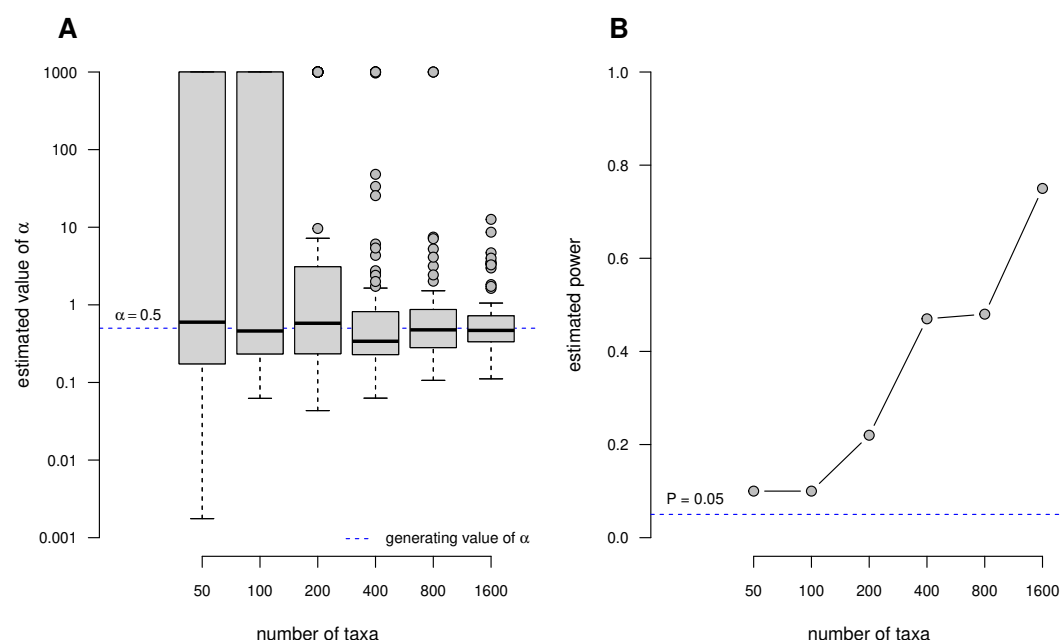 A
1000
100
10
1
0.1
0.01
0.001
estimated value of α
α = 0.5
generating value of α
50 100 200 400 800 1600
number of taxa
B
1.0
0.8
0.6
0.4
0.2
0.0
estimated power
P = 0.05
50 100 200 400 800 1600
number of taxa